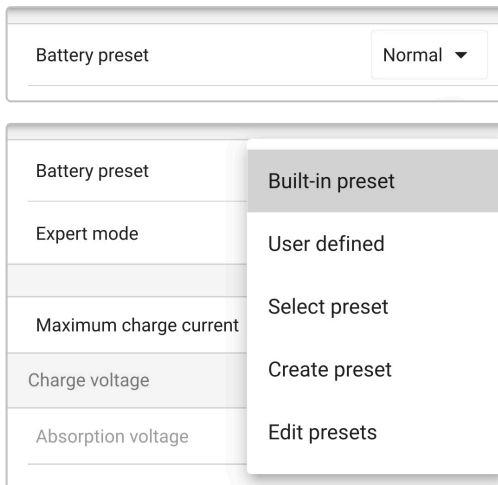 Battery preset Normal
Battery preset
Built-in preset
Expert mode
User defined
Select preset
Maximum charge current
Create preset
Charge voltage
Edit presets
Absorption voltage